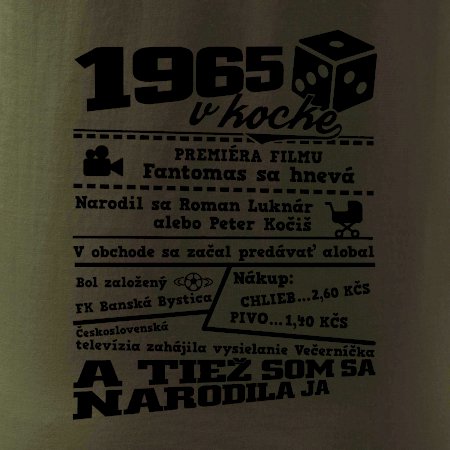 1965
v kocke
PREMIÉRA FILMU
Fantomas sa hnevá
Narodil sa Roman Luknár
alebo Peter Kočiš
V obchode sa začal predávať alobal
Bol založený
FK Banská Bystrica
Nákup:
CHLIEB...2,60 KČS
PIVO...1,40 KČS
Československá
televízia zahájila vysielanie Večerníčka
A TIEŽ SOM SA
NARODILA JA